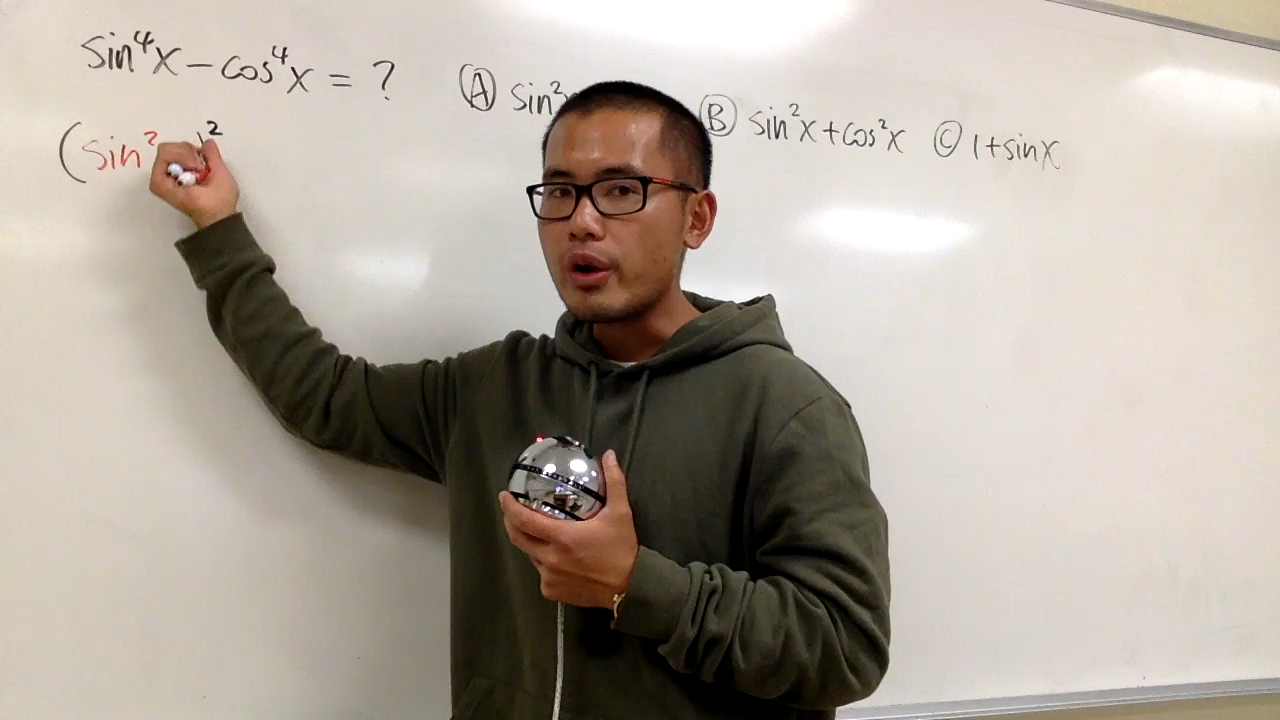 sin⁴x − cos⁴x = ? Ⓐ sin² Ⓑ sin²x + cos²x Ⓒ 1 + sinx
(sin² )²